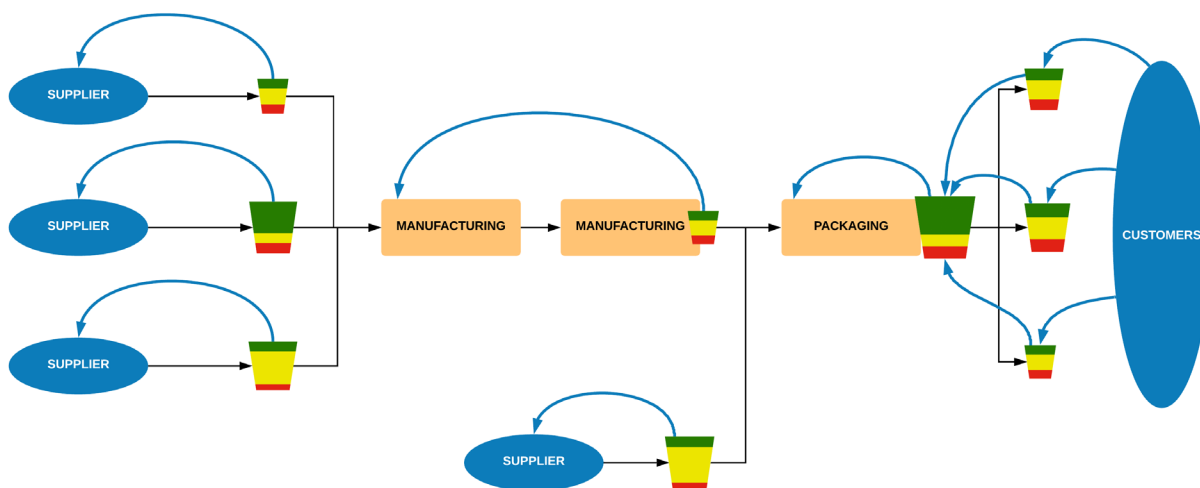 SUPPLIER
SUPPLIER
MANUFACTURING
MANUFACTURING
PACKAGING
CUSTOMERS
SUPPLIER
SUPPLIER